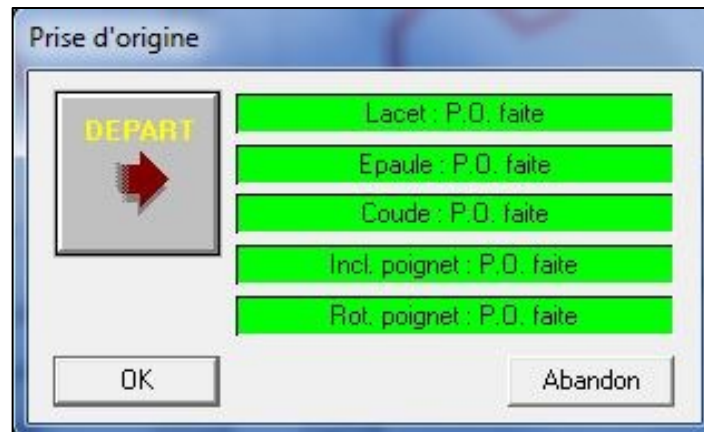 Prise d'origine
DEPART
Lacet : P.O. faite
Epaule : P.O. faite
Coude : P.O. faite
Incl. poignet : P.O. faite
Rot. poignet : P.O. faite
OK
Abandon